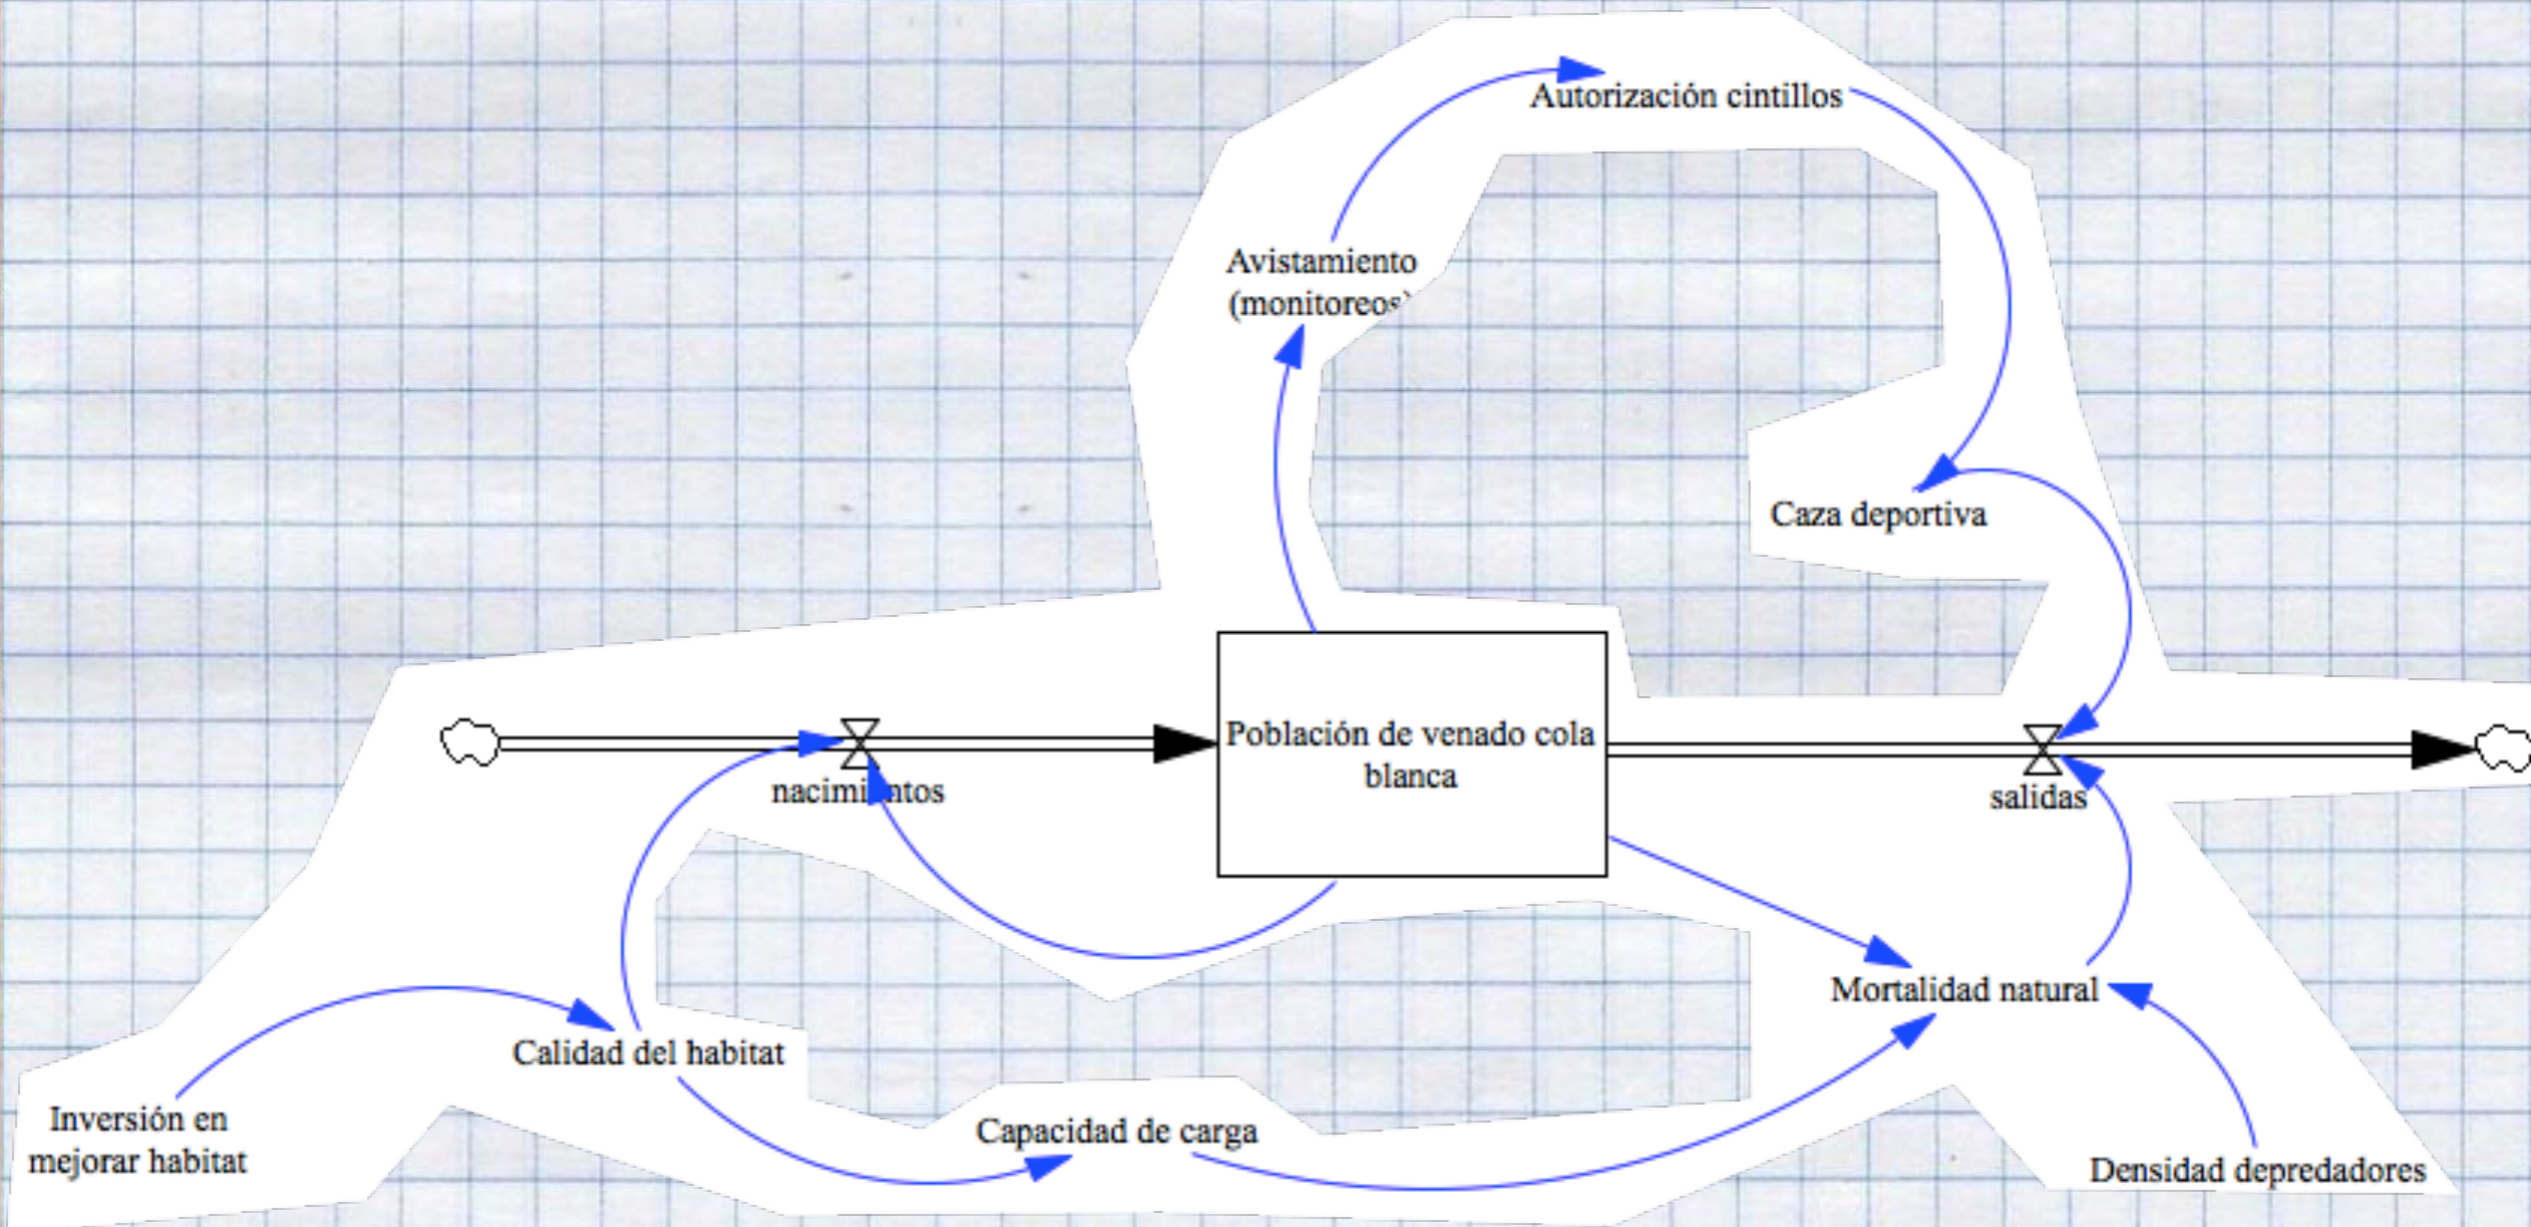 Autorización cintillos
Avistamiento
(monitoreos)
Caza deportiva
Población de venado cola
blanca
nacimientos
salidas
Mortalidad natural
Calidad del habitat
Inversión en
mejorar habitat
Capacidad de carga
Densidad depredadores